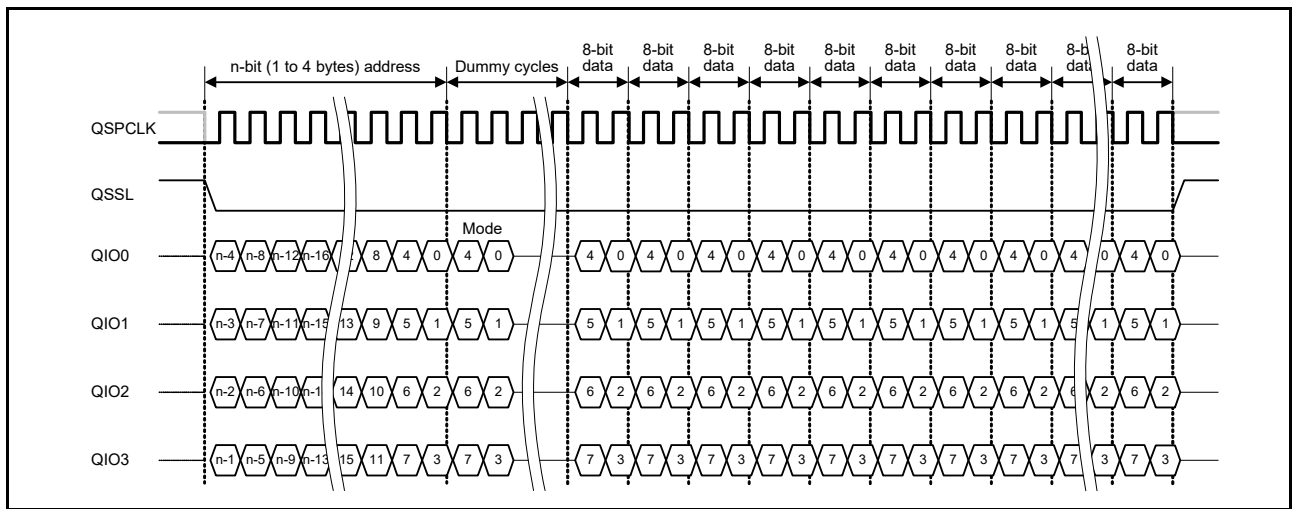 8-bit 8-bit 8-bit 8-bit 8-bit 8-bit 8-bit 8-bit 8-b 8-bit
n-bit (1 to 4 bytes) address Dummy cycles data data data data data data data data data data
QSPCLK
QSSL
Mode
QIO0 n-4 n-8 n-12 n-16 8 4 0 4 0 4 0 4 0 4 0 4 0 4 0 4 0 4 0 4 0 4 0 4 0
QIO1 n-3 n-7 n-11 n-15 13 9 5 1 5 1 5 1 5 1 5 1 5 1 5 1 5 1 5 1 5 1 5 1 5 1
QIO2 n-2 n-6 n-10 n-1 14 10 6 2 6 2 6 2 6 2 6 2 6 2 6 2 6 2 6 2 6 2 6 2 6 2
QIO3 n-1 n-5 n-9 n-13 15 11 7 3 7 3 7 3 7 3 7 3 7 3 7 3 7 3 7 3 7 3 7 3 7 3